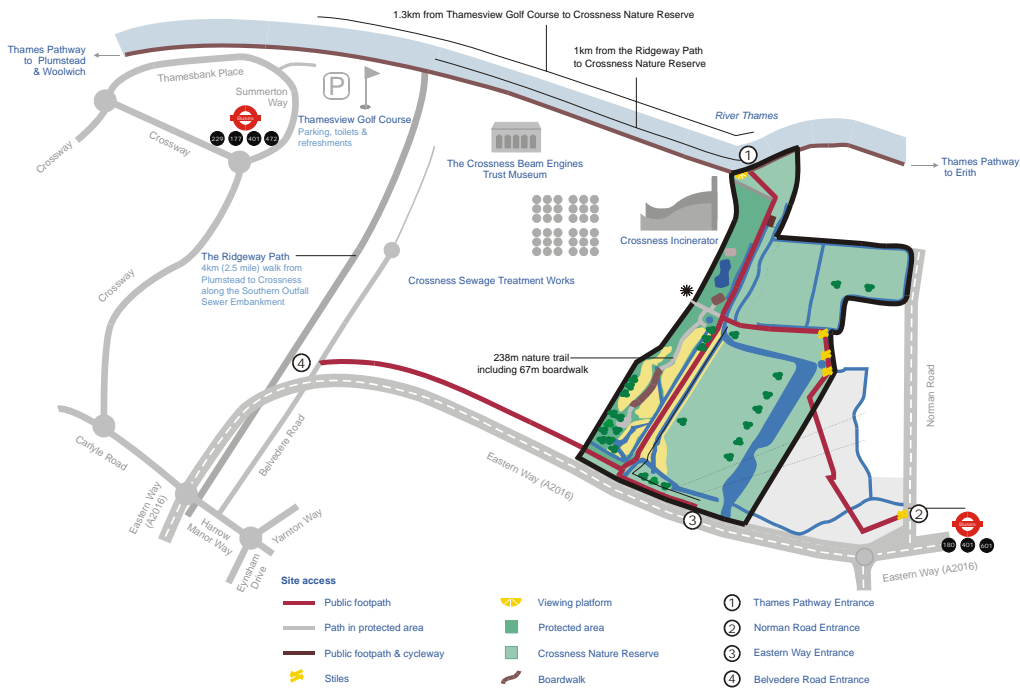 1.3km from Thamesview Golf Course to Crossness Nature Reserve
Thames Pathway
to Plumstead
& Woolwich
1km from the Ridgeway Path
to Crossness Nature Reserve
Thamesbank Place
Summerton
Way
P
Buses
229 177 401 472
Thamesview Golf Course
Parking, toilets &
refreshments
Crossway
Crossway
Crossway
River Thames
1
Thames Pathway
to Erith
The Crossness Beam Engines
Trust Museum
Crossness Incinerator
The Ridgeway Path
4km (2.5 mile) walk from
Plumstead to Crossness
along the Southern Outfall
Sewer Embankment
Crossness Sewage Treatment Works
238m nature trail
including 67m boardwalk
4
Norman Road
Carlyle Road
Belvedere Road
Eastern Way
(A2016)
Harrow
Manor Way
Yarnton Way
Eynsham
Drive
Eastern Way (A2016)
3
2
Buses
180 401 601
Eastern Way (A2016)
Site access
Public footpath
Path in protected area
Public footpath & cycleway
Stiles
Viewing platform
Protected area
Crossness Nature Reserve
Boardwalk
1 Thames Pathway Entrance
2 Norman Road Entrance
3 Eastern Way Entrance
4 Belvedere Road Entrance